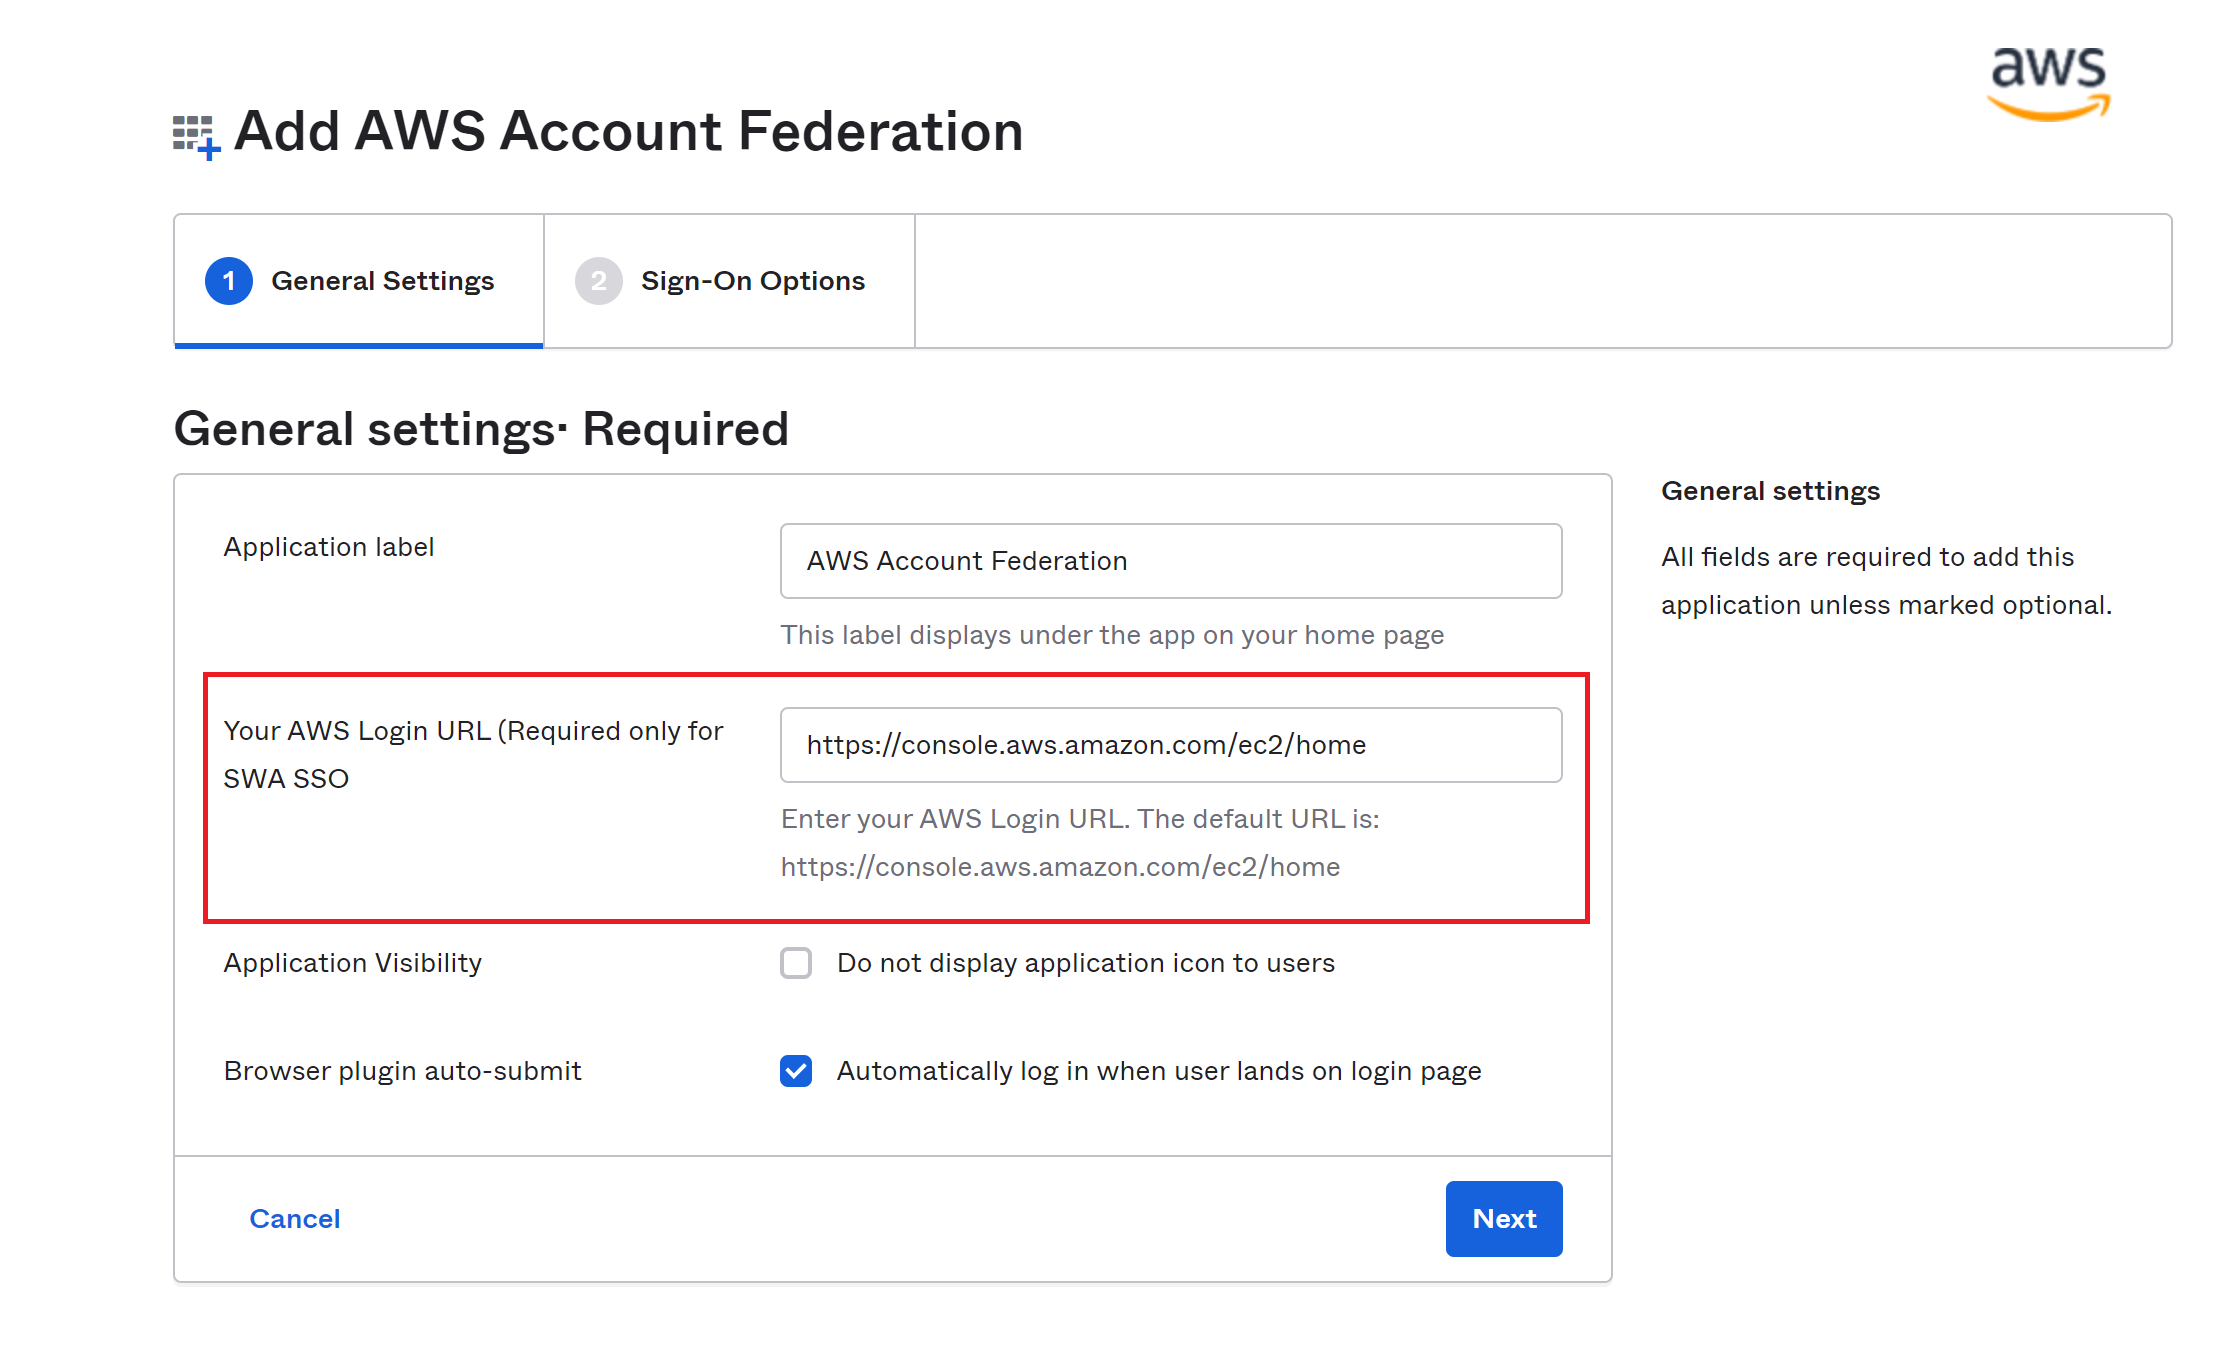 aws
Add AWS Account Federation
1 General Settings
2 Sign-On Options
General settings· Required
Application label
AWS Account Federation
This label displays under the app on your home page
Your AWS Login URL (Required only for
SWA SSO
https://console.aws.amazon.com/ec2/home
Enter your AWS Login URL. The default URL is:
https://console.aws.amazon.com/ec2/home
Application Visibility
Do not display application icon to users
Browser plugin auto-submit
Automatically log in when user lands on login page
Cancel
Next
General settings
All fields are required to add this
application unless marked optional.